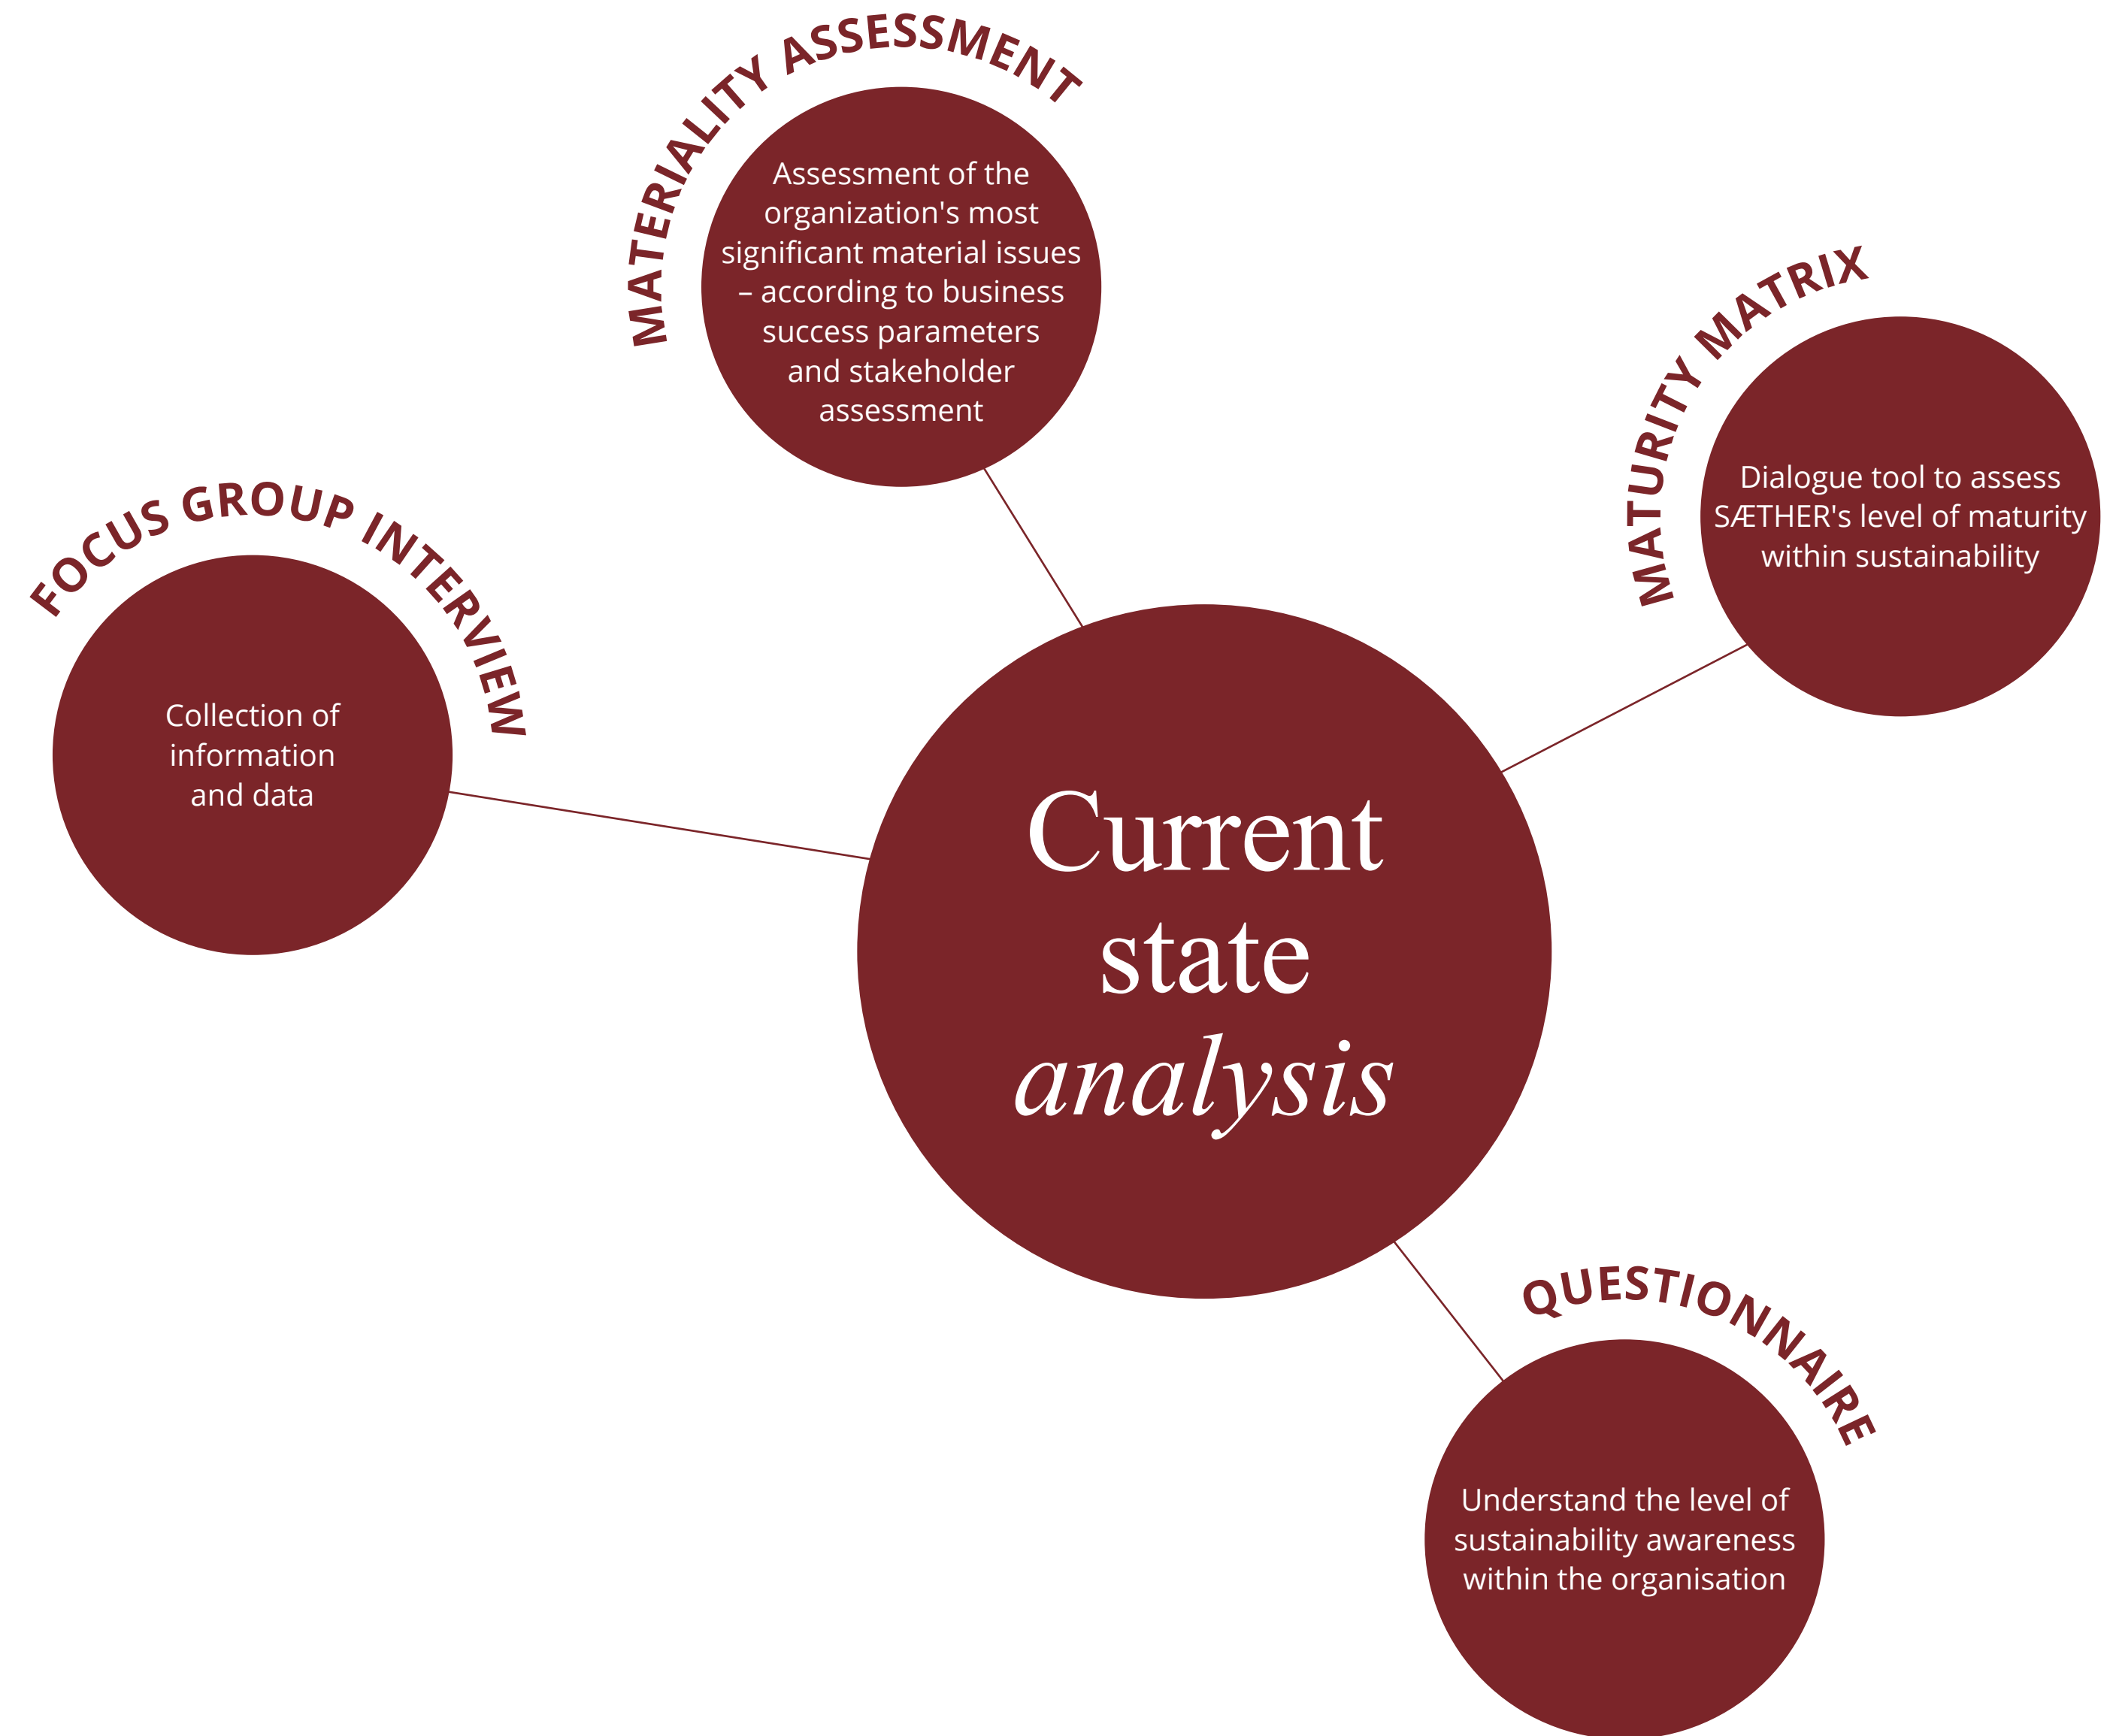 MATERIALITY ASSESSMENT
Assessment of the
organization's most
significant material issues
– according to business
success parameters
and stakeholder
assessment
MATURITY MATRIX
Dialogue tool to assess
SÆTHER's level of maturity
within sustainability
FOCUS GROUP INTERVIEW
Collection of
information
and data
Current
state
analysis
QUESTIONNAIRE
Understand the level of
sustainability awareness
within the organisation